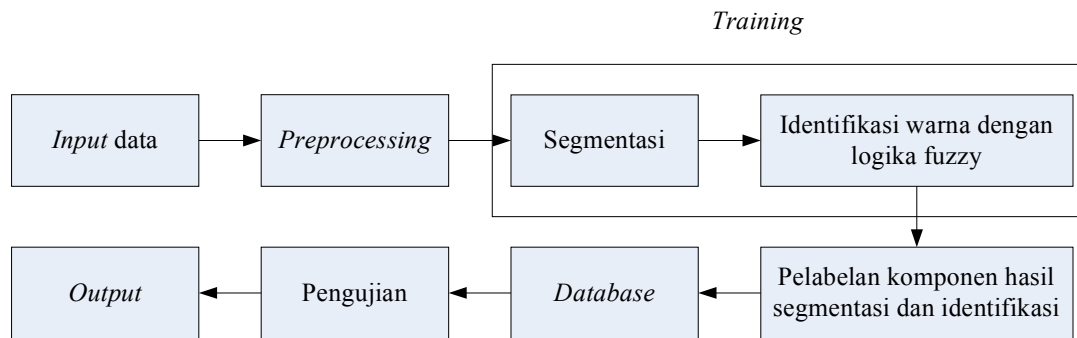 Training
Input data
Preprocessing
Segmentasi
Identifikasi warna dengan
logika fuzzy
Pelabelan komponen hasil
segmentasi dan identifikasi
Database
Pengujian
Output